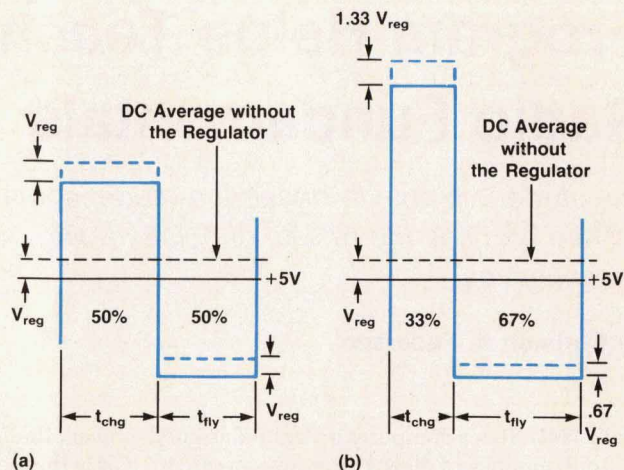 1.33 Vreg
(b)
Vreg
DC Average without
the Regulator
DC Average
without
the Regulator
+5V
+5V
Vreg
50%
50%
Vreg
33%
67%
Vreg
.67
Vreg
tchg
tfly
tchg
tfly
(a)
(b)